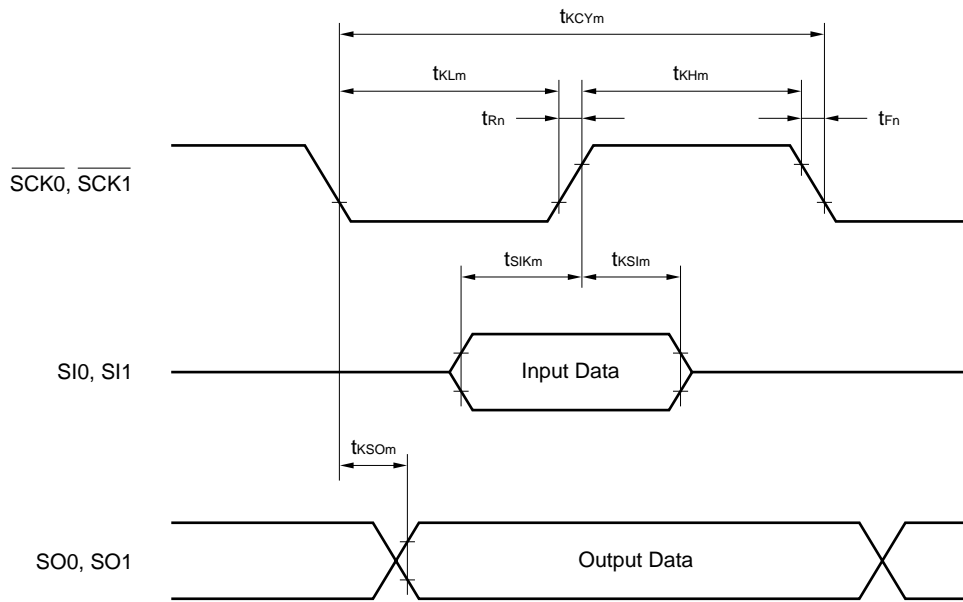 tKCYm
tKLm
tKHm
tRn
tFn
SCK0, SCK1
tSIKm
tKSIm
SI0, SI1
Input Data
tKSOm
SO0, SO1
Output Data